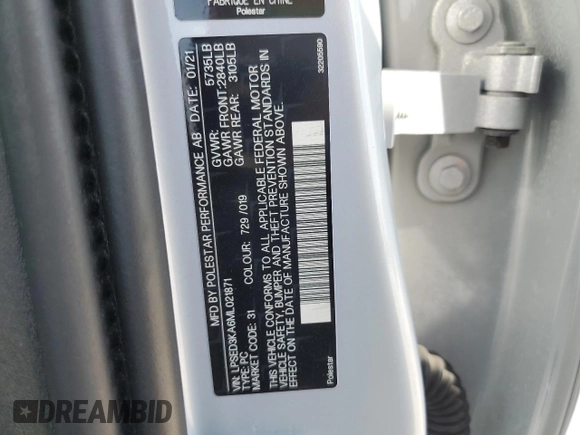 FABRIQUÉ EN CHINE
Polestar
MFD BY POLESTAR PERFORMANCE AB DATE: 01/21
GVWR: 5735LB
GAWR FRONT: 2840LB
GAWR REAR: 3105LB
VIN: LPSED3KA6ML021871
TYPE: PC
MARKET CODE: 31 COLOUR: 729 /019
THIS VEHICLE CONFORMS TO ALL APPLICABLE FEDERAL MOTOR
VEHICLE SAFETY, BUMPER AND THEFT PREVENTION STANDARDS IN
EFFECT ON THE DATE OF MANUFACTURE SHOWN ABOVE.
Polestar
32205590
DREAMBID